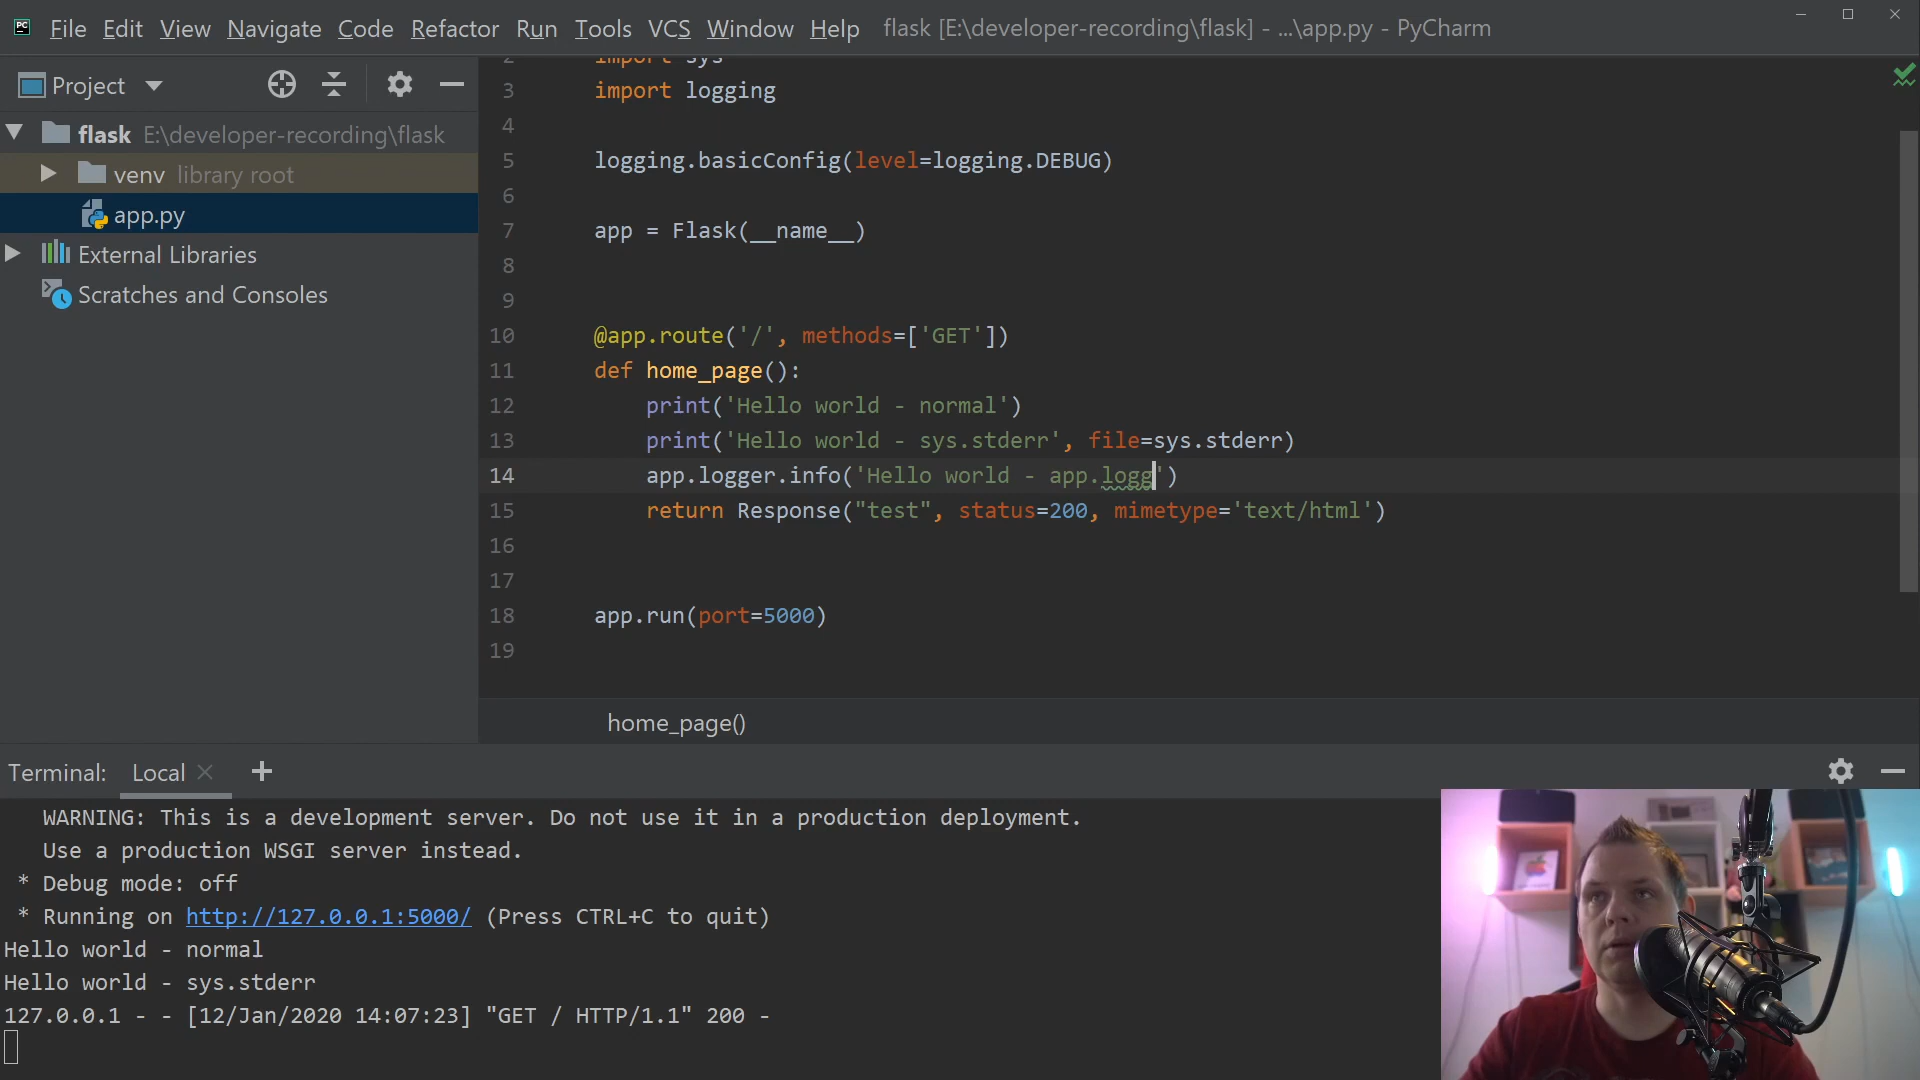 File Edit View Navigate Code Refactor Run Tools VCS Window Help flask [E:\developer-recording\flask] - ...\app.py - PyCharm
Project
flask E:\developer-recording\flask
venv library root
app.py
External Libraries
Scratches and Consoles
2 import sys
3 import logging
4
5 logging.basicConfig(level=logging.DEBUG)
6
7 app = Flask(__name__)
8
9
10 @app.route('/', methods=['GET'])
11 def home_page():
12 print('Hello world - normal')
13 print('Hello world - sys.stderr', file=sys.stderr)
14 app.logger.info('Hello world - app.logg')
15 return Response("test", status=200, mimetype='text/html')
16
17
18 app.run(port=5000)
19
home_page()
Terminal: Local
WARNING: This is a development server. Do not use it in a production deployment.
Use a production WSGI server instead.
* Debug mode: off
* Running on http://127.0.0.1:5000/ (Press CTRL+C to quit)
Hello world - normal
Hello world - sys.stderr
127.0.0.1 - - [12/Jan/2020 14:07:23] "GET / HTTP/1.1" 200 -